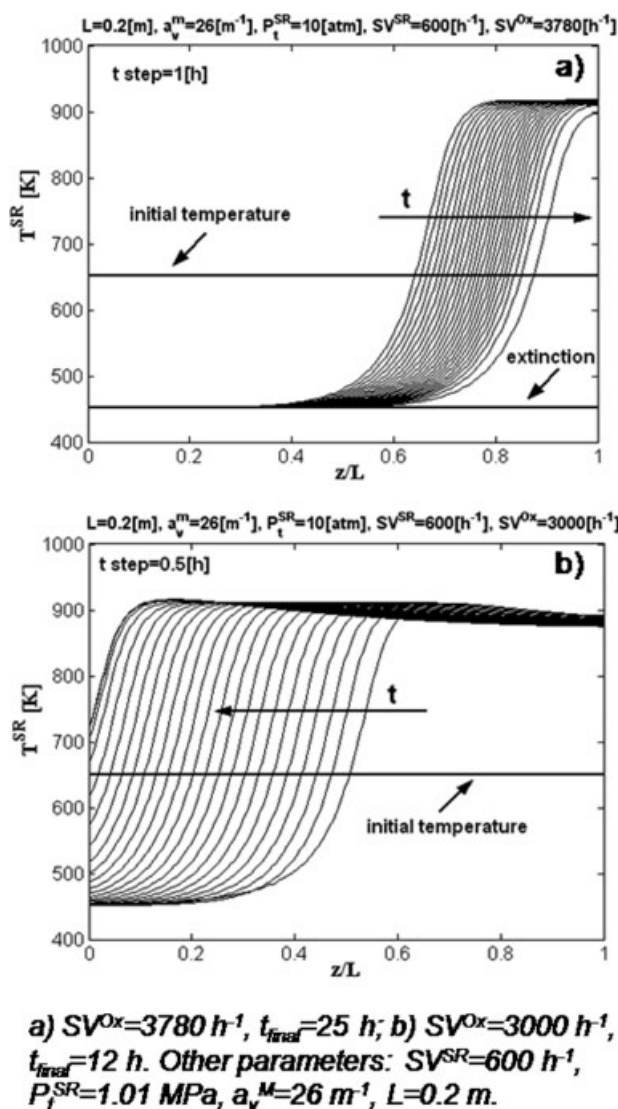 L=0.2[m], a_v^m=26[m⁻¹], P_t^SR=10[atm], SV^SR=600[h⁻¹], SV^Ox=3780[h⁻¹]
1000
t step=1[h]
a)
900
800
t
T^SR [K]
initial temperature
700
600
extinction
500
400
0
0.2
0.4
0.6
0.8
1
z/L
L=0.2[m], a_v^m=26[m⁻¹], P_t^SR=10[atm], SV^SR=600[h⁻¹], SV^Ox=3000[h⁻¹]
1000
t step=0.5[h]
b)
900
800
t
T^SR [K]
700
600
initial temperature
500
400
0
0.2
0.4
0.6
0.8
1
z/L
a) SV^Ox=3780 h⁻¹, t_final=25 h; b) SV^Ox=3000 h⁻¹,
t_final=12 h. Other parameters: SV^SR=600 h⁻¹,
P_t^SR=1.01 MPa, a_v^M=26 m⁻¹, L=0.2 m.